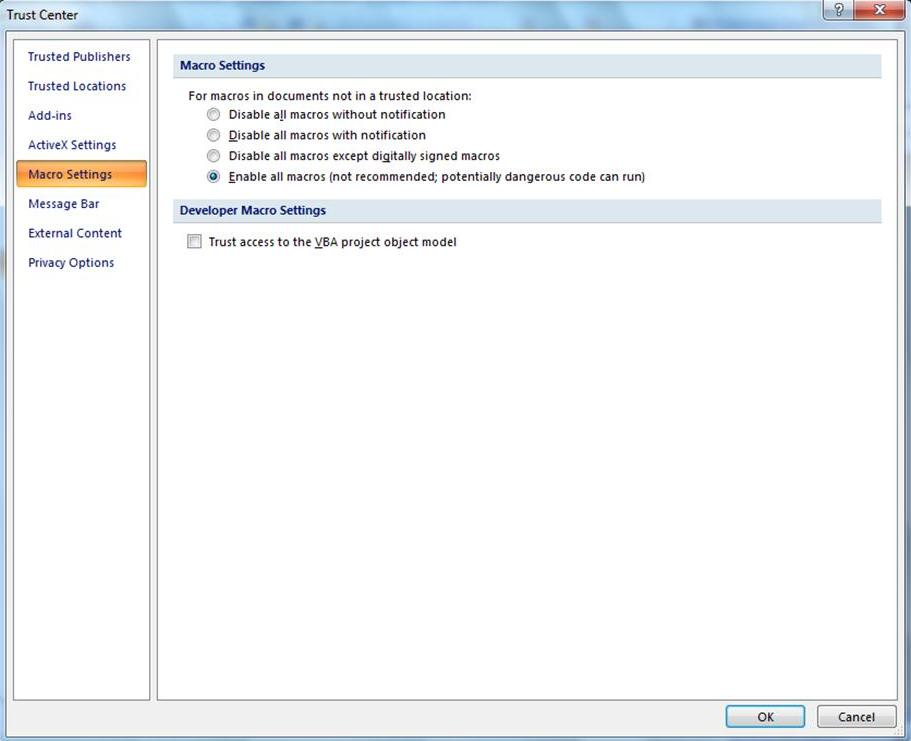 Trust Center
?
Trusted Publishers
Trusted Locations
Add-ins
ActiveX Settings
Macro Settings
Message Bar
External Content
Privacy Options
Macro Settings
For macros in documents not in a trusted location:
Disable all macros without notification
Disable all macros with notification
Disable all macros except digitally signed macros
Enable all macros (not recommended; potentially dangerous code can run)
Developer Macro Settings
Trust access to the VBA project object model
OK
Cancel